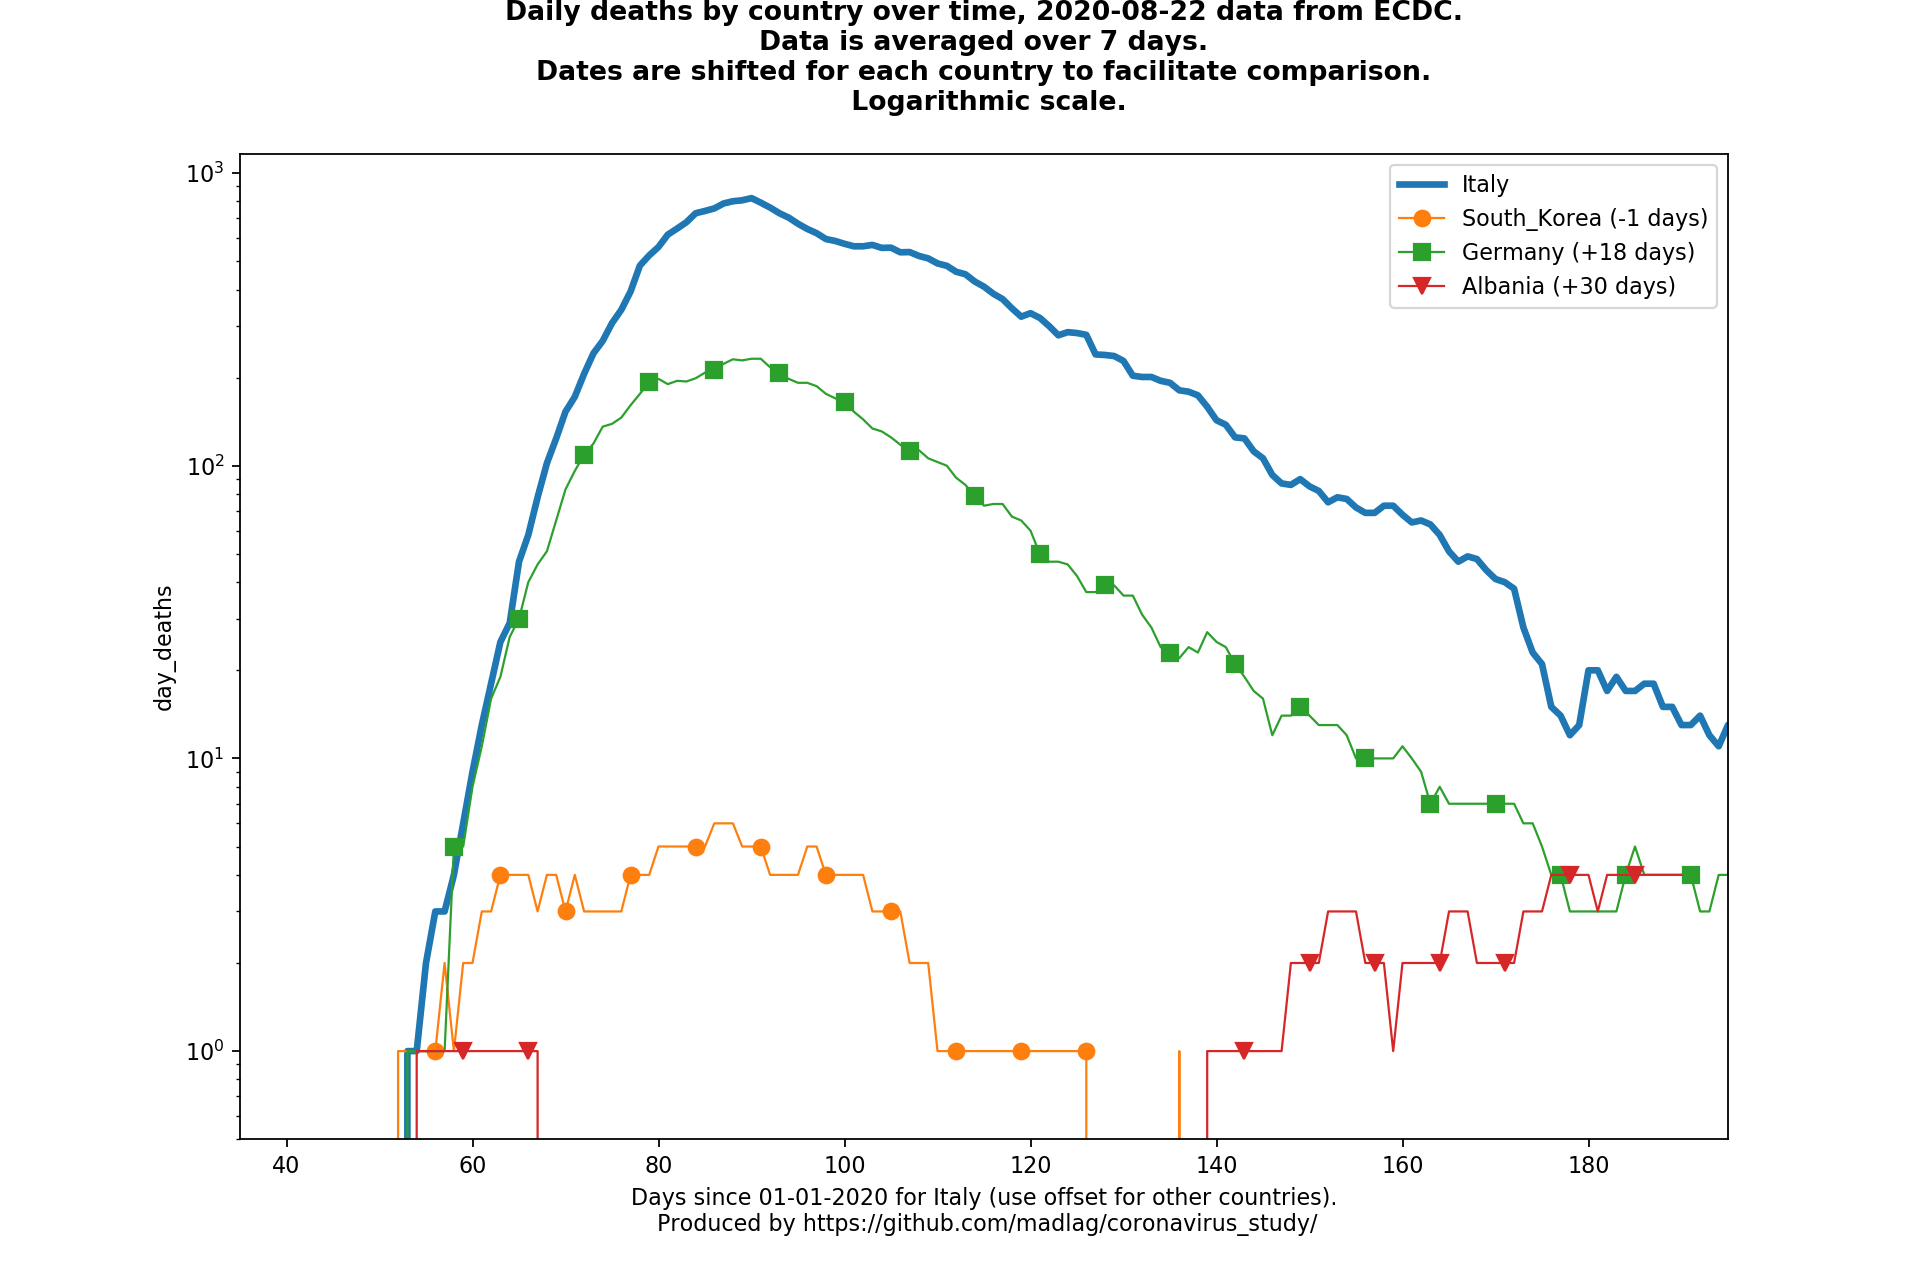 Daily deaths by country over time, 2020-08-22 data from ECDC.
Data is averaged over 7 days.
Dates are shifted for each country to facilitate comparison.
Logarithmic scale.
Italy
South_Korea (-1 days)
Germany (+18 days)
Albania (+30 days)
day_deaths
10³
10²
10¹
10⁰
40 60 80 100 120 140 160 180
Days since 01-01-2020 for Italy (use offset for other countries).
Produced by https://github.com/madlag/coronavirus_study/